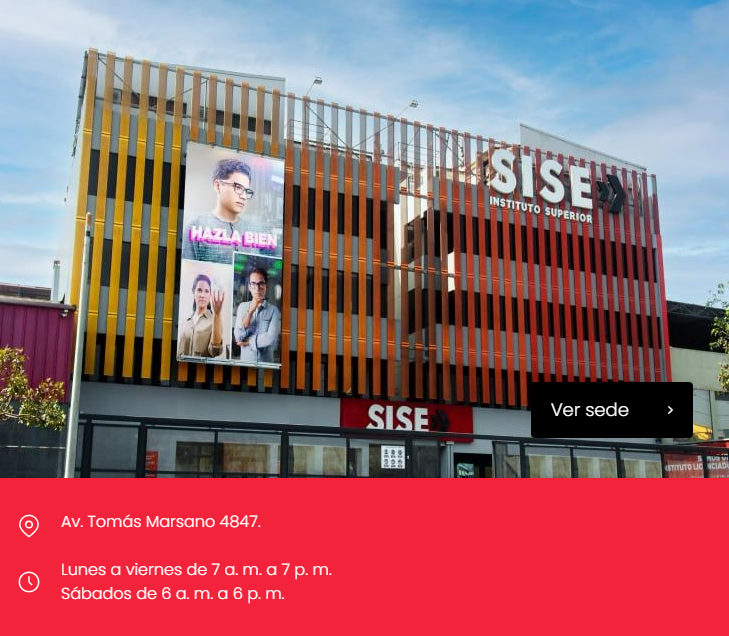 SISE
INSTITUTO SUPERIOR
HAZLA BIEN
Ver sede
SISE
Av. Tomás Marsano 4847.
Lunes a viernes de 7 a. m. a 7 p. m.
Sábados de 6 a. m. a 6 p. m.